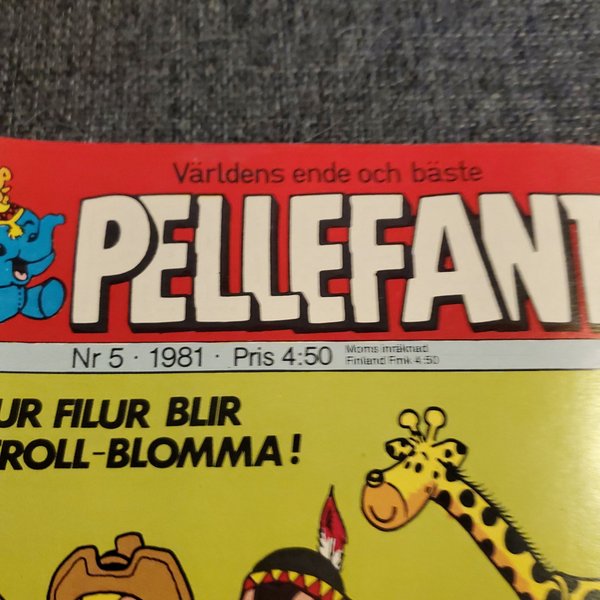 Världens ende och bäste
PELLEFANT
Nr 5 · 1981 · Pris 4:50
Moms inräknad
Finland Fmk 4:50
UR FILUR BLIR
ROLL-BLOMMA!